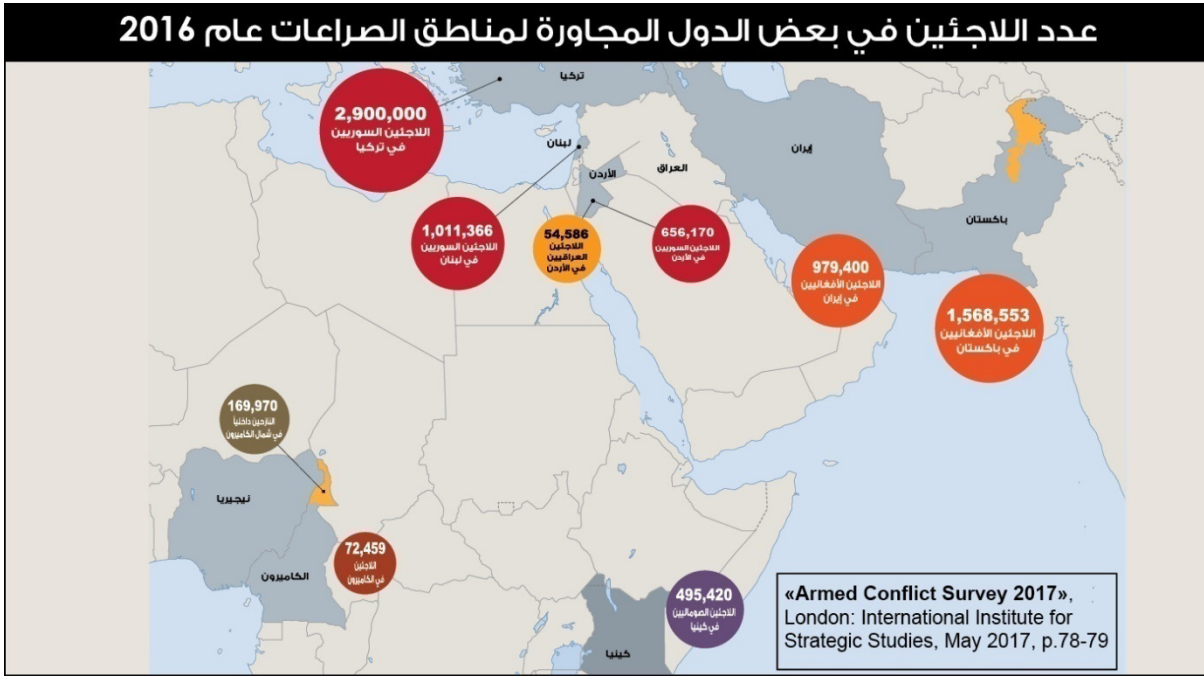 عدد اللاجئين في بعض الدول المجاورة لمناطق الصراعات عام 2016
تركيا
2,900,000
اللاجئين السوريين
في تركيا
لبنان
العراق
إيران
الأردن
باكستان
1,011,366
اللاجئين السوريين
في لبنان
54,586
اللاجئين
العراقيين
في الأردن
656,170
اللاجئين السوريين
في الأردن
979,400
اللاجئين الأفغانيين
في إيران
1,568,553
اللاجئين الأفغانيين
في باكستان
169,970
النازحين داخلياً
في شمال الكاميرون
نيجيريا
72,459
اللاجئين
في الكاميرون
الكاميرون
495,420
اللاجئين الصوماليين
في كينيا
كينيا
«Armed Conflict Survey 2017»,
London: International Institute for
Strategic Studies, May 2017, p.78-79